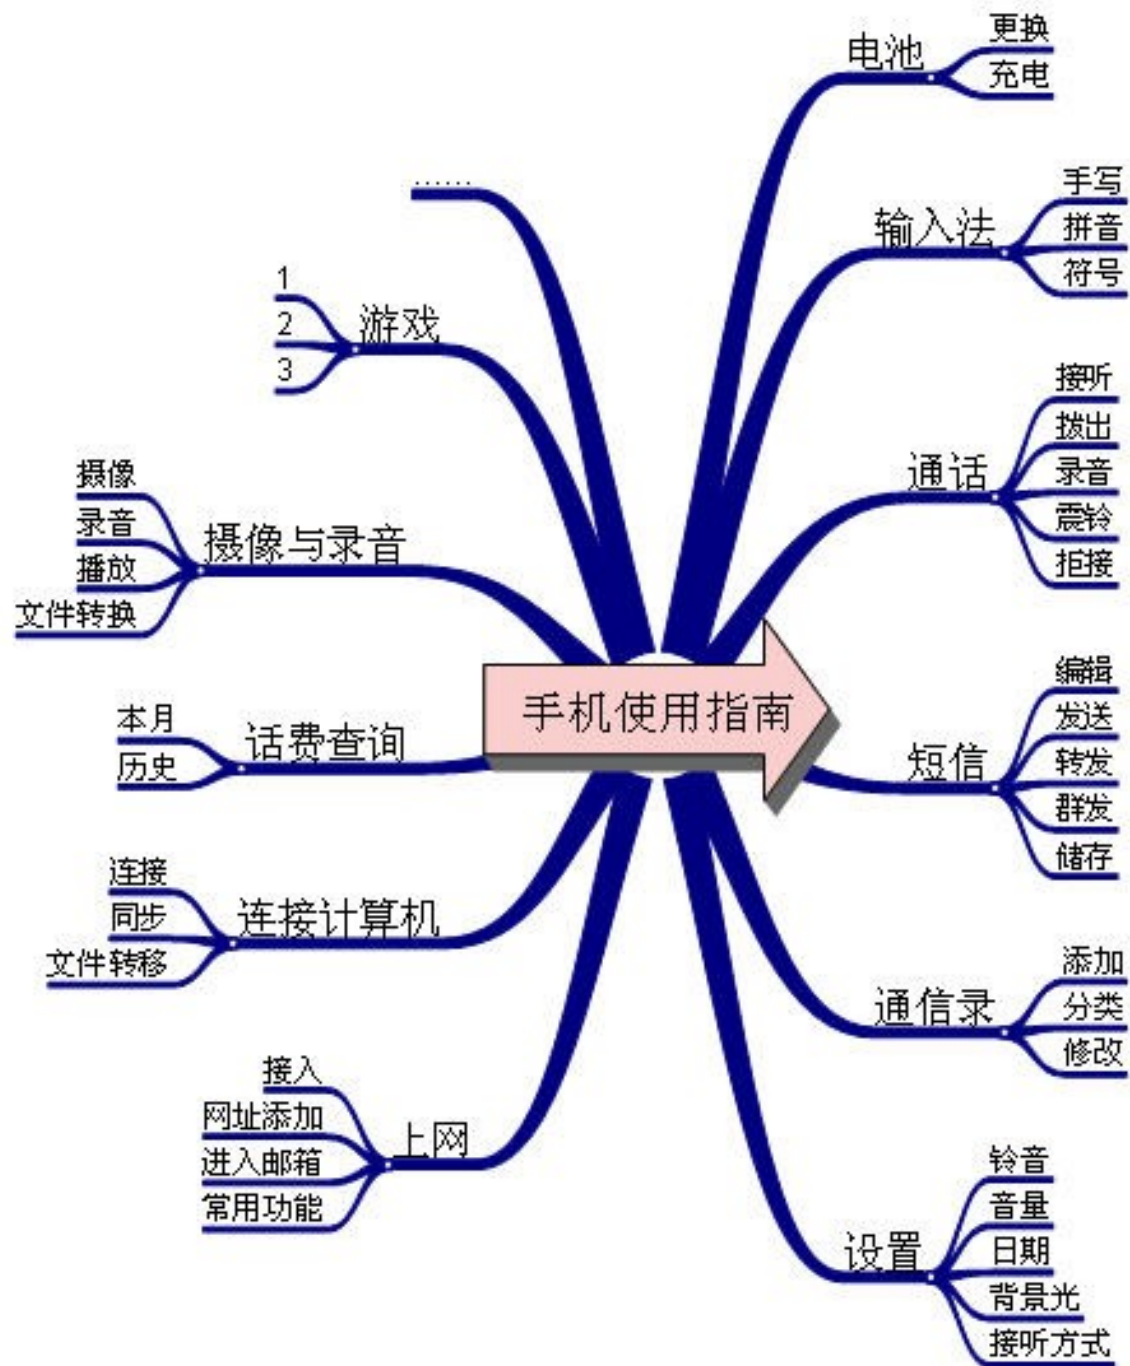 手机使用指南
电池
更换
充电
输入法
手写
拼音
符号
通话
接听
拨出
录音
震铃
拒接
短信
编辑
发送
转发
群发
储存
通信录
添加
分类
修改
设置
铃音
音量
日期
背景光
接听方式
上网
接入
网址添加
进入邮箱
常用功能
连接计算机
连接
同步
文件转移
话费查询
本月
历史
摄像与录音
摄像
录音
播放
文件转换
游戏
1
2
3
……